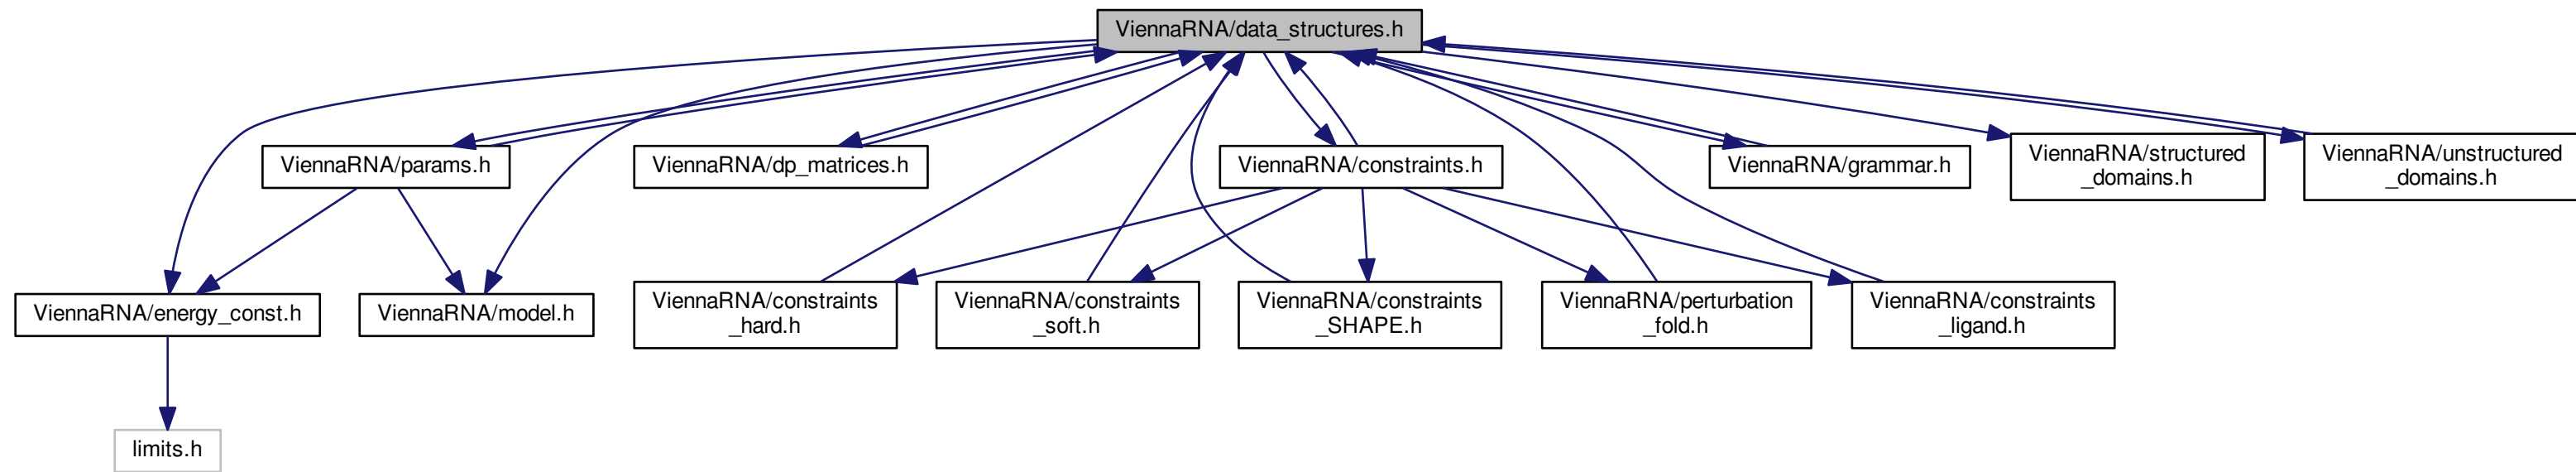 ViennaRNA/data_structures.h
ViennaRNA/params.h
ViennaRNA/dp_matrices.h
ViennaRNA/constraints.h
ViennaRNA/grammar.h
ViennaRNA/structured
_domains.h
ViennaRNA/unstructured
_domains.h
ViennaRNA/energy_const.h
ViennaRNA/model.h
ViennaRNA/constraints
_hard.h
ViennaRNA/constraints
_soft.h
ViennaRNA/constraints
_SHAPE.h
ViennaRNA/perturbation
_fold.h
ViennaRNA/constraints
_ligand.h
limits.h